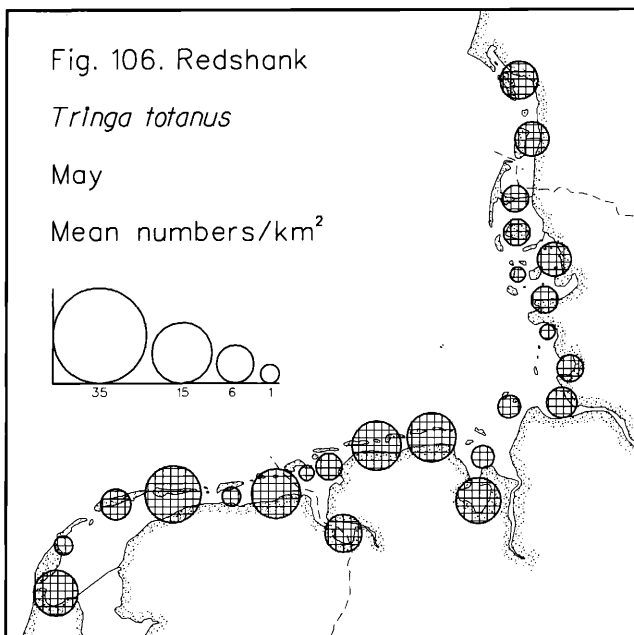 Fig. 106. Redshank
Tringa totanus
May
Mean numbers/km²
35 15 6 1